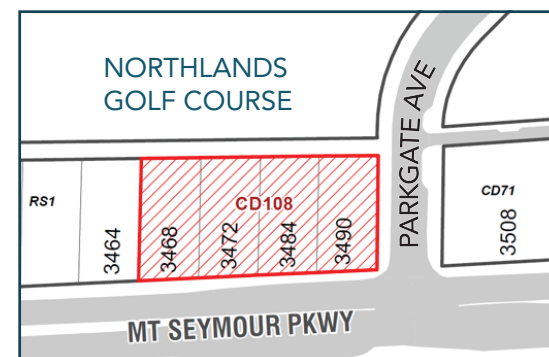 NORTHLANDS
GOLF COURSE
PARKGATE AVE
RS1
CD108
CD71
3464
3468
3472
3484
3490
3508
MT SEYMOUR PKWY